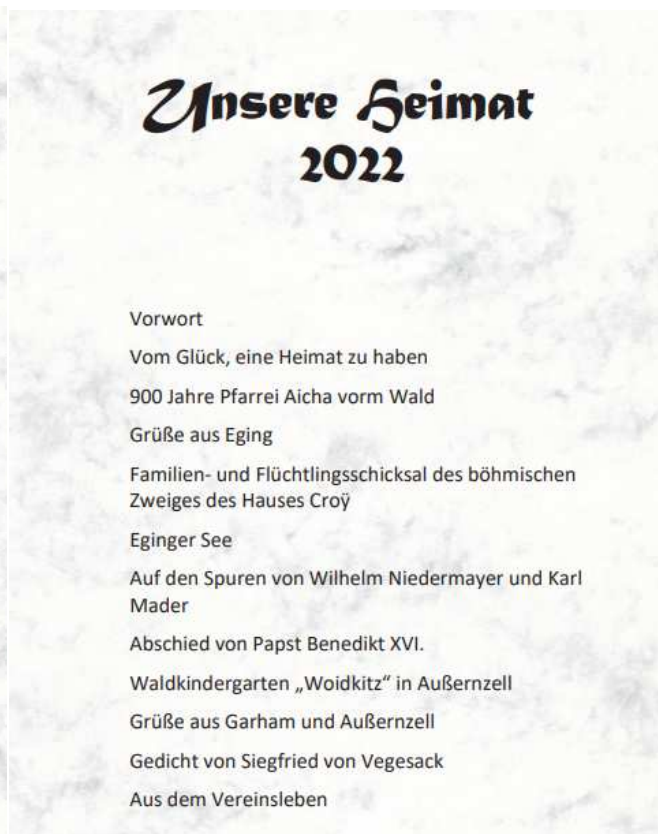 Unsere Heimat
2022
Vorwort
Vom Glück, eine Heimat zu haben
900 Jahre Pfarrei Aicha vorm Wald
Grüße aus Eging
Familien- und Flüchtlingsschicksal des böhmischen
Zweiges des Hauses Croÿ
Eginger See
Auf den Spuren von Wilhelm Niedermayer und Karl
Mader
Abschied von Papst Benedikt XVI.
Waldkindergarten „Woidkitz“ in Außernzell
Grüße aus Garham und Außernzell
Gedicht von Siegfried von Vegesack
Aus dem Vereinsleben